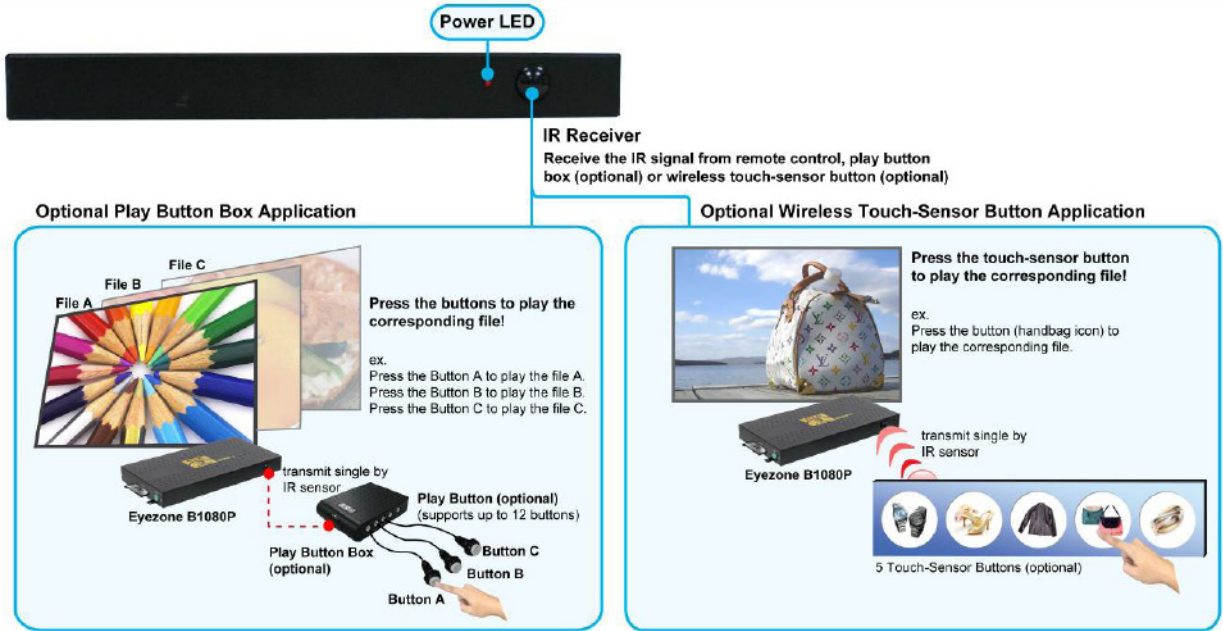 Power LED
IR Receiver
Receive the IR signal from remote control, play button
box (optional) or wireless touch-sensor button (optional)
Optional Play Button Box Application
File C
File B
File A
Press the buttons to play the
corresponding file!
ex.
Press the Button A to play the file A.
Press the Button B to play the file B.
Press the Button C to play the file C.
transmit single by
IR sensor
Eyezone B1080P
Play Button (optional)
(supports up to 12 buttons)
Play Button Box
(optional)
Button C
Button B
Button A
Optional Wireless Touch-Sensor Button Application
Press the touch-sensor button
to play the corresponding file!
ex.
Press the button (handbag icon) to
play the corresponding file.
transmit single by
IR sensor
Eyezone B1080P
5 Touch-Sensor Buttons (optional)